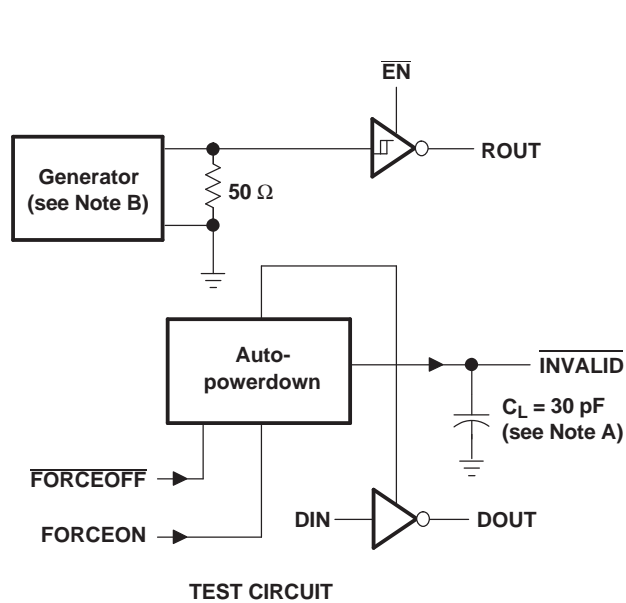 EN
Generator
(see Note B)
50 Ω
ROUT
Auto-
powerdown
INVALID
CL = 30 pF
(see Note A)
FORCEOFF
FORCEON
DIN
DOUT
TEST CIRCUIT